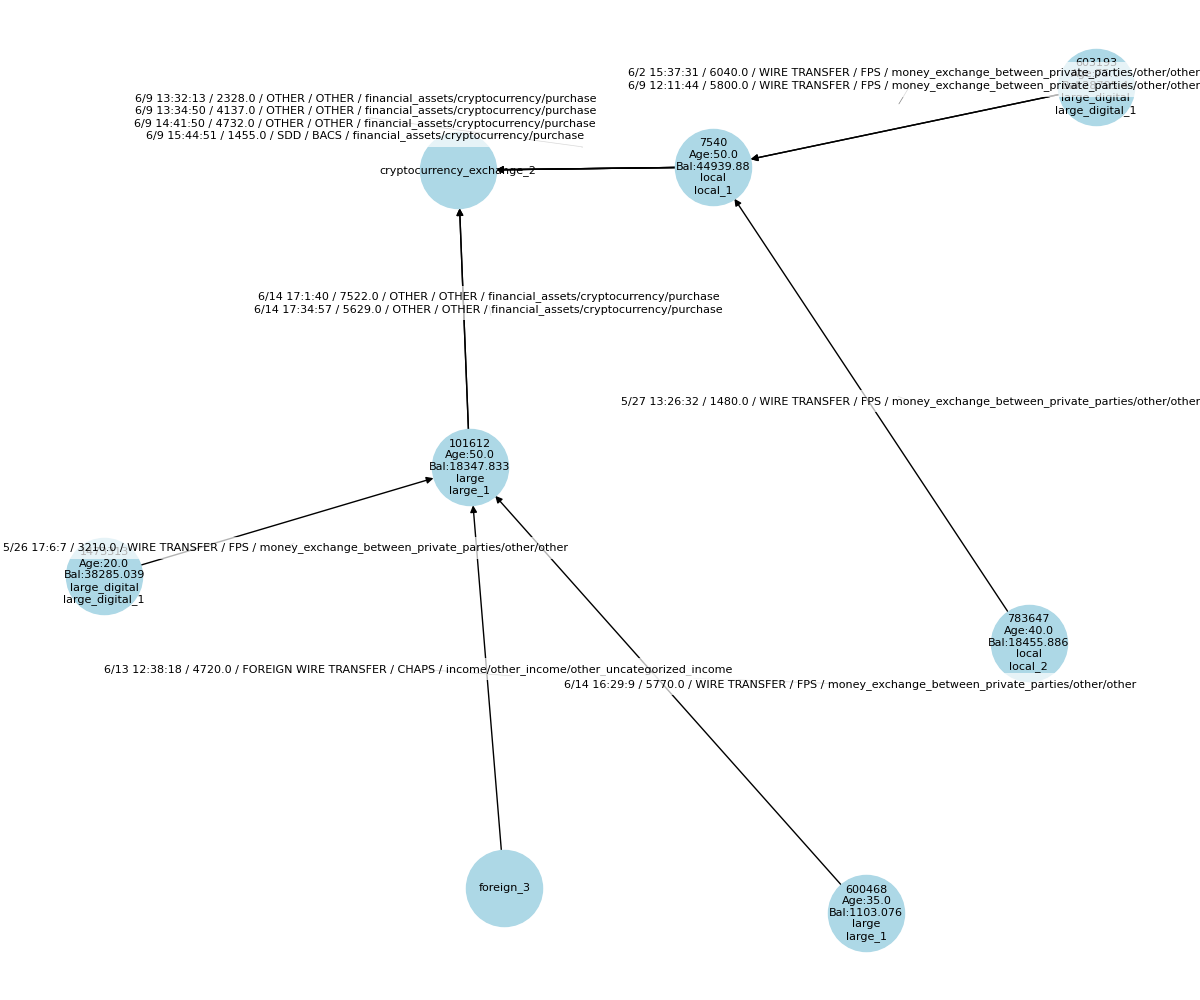 603193
6/2 15:37:31 / 6040.0 / WIRE TRANSFER / FPS / money_exchange_between_private_parties/other/other
6/9 12:11:44 / 5800.0 / WIRE TRANSFER / FPS / money_exchange_between_private_parties/other/other
large_digital
large_digital_1
6/9 13:32:13 / 2328.0 / OTHER / OTHER / financial_assets/cryptocurrency/purchase
6/9 13:34:50 / 4137.0 / OTHER / OTHER / financial_assets/cryptocurrency/purchase
6/9 14:41:50 / 4732.0 / OTHER / OTHER / financial_assets/cryptocurrency/purchase
6/9 15:44:51 / 1455.0 / SDD / BACS / financial_assets/cryptocurrency/purchase
cryptocurrency_exchange_2
7540
Age:50.0
Bal:44939.88
local
local_1
6/14 17:1:40 / 7522.0 / OTHER / OTHER / financial_assets/cryptocurrency/purchase
6/14 17:34:57 / 5629.0 / OTHER / OTHER / financial_assets/cryptocurrency/purchase
5/27 13:26:32 / 1480.0 / WIRE TRANSFER / FPS / money_exchange_between_private_parties/other/other
101612
Age:50.0
Bal:18347.833
large
large_1
5/26 17:6:7 / 3210.0 / WIRE TRANSFER / FPS / money_exchange_between_private_parties/other/other
Age:20.0
Bal:38285.039
large_digital
large_digital_1
783647
Age:40.0
Bal:18455.886
local
local_2
6/13 12:38:18 / 4720.0 / FOREIGN WIRE TRANSFER / CHAPS / income/other_income/other_uncategorized_income
6/14 16:29:9 / 5770.0 / WIRE TRANSFER / FPS / money_exchange_between_private_parties/other/other
foreign_3
600468
Age:35.0
Bal:1103.076
large
large_1